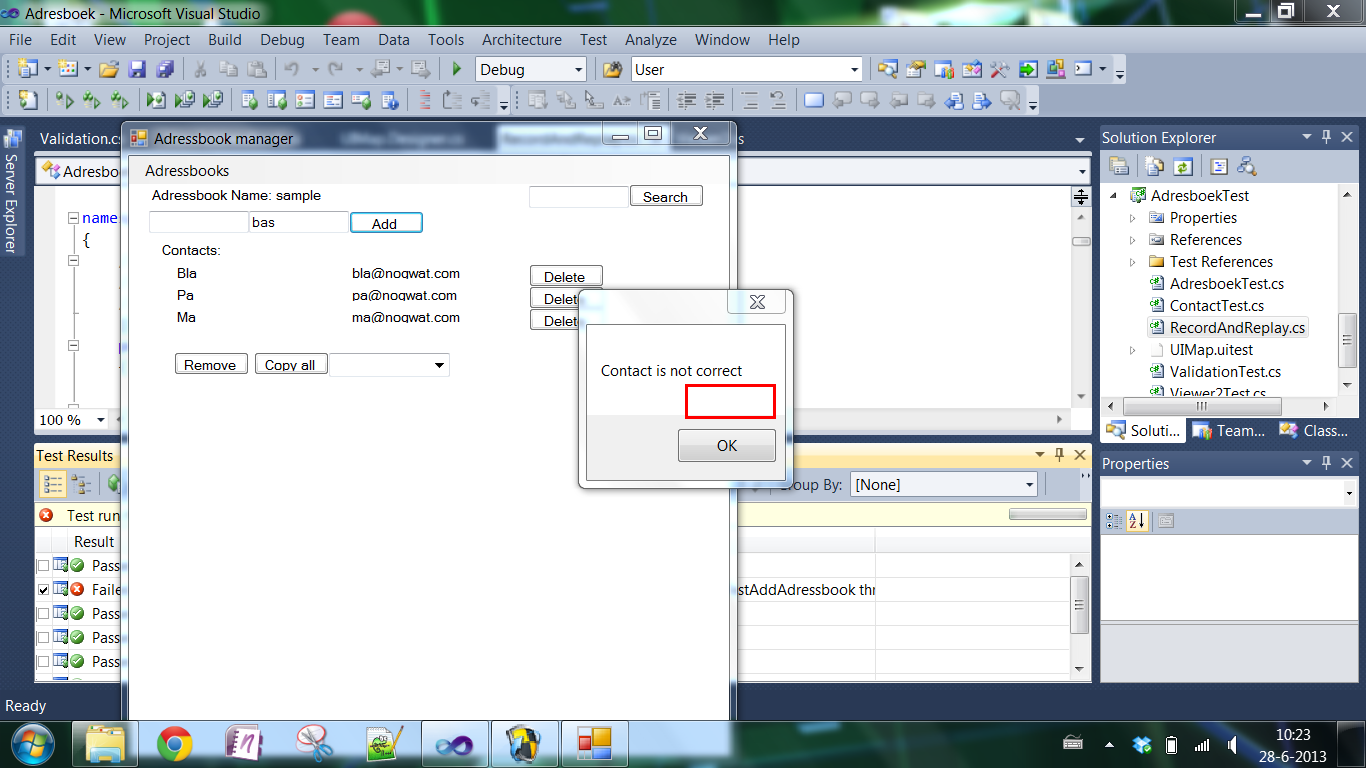 Adresboek - Microsoft Visual Studio
File Edit View Project Build Debug Team Data Tools Architecture Test Analyze Window Help
Debug User
Validation.cs
Adressbook manager
Adresbo
Adressbooks
Adressbook Name: sample
Search
bas Add
Contacts:
Bla bla@noqwat.com Delete
Pa pa@noqwat.com Delete
Ma ma@noqwat.com Delete
Remove Copy all
Contact is not correct
OK
Server Explorer
name
{
100 %
Solution Explorer
AdresboekTest
Properties
References
Test References
AdresboekTest.cs
ContactTest.cs
RecordAndReplay.cs
UIMap.uitest
ValidationTest.cs
Viewer2Test.cs
Soluti... Team... Class...
Properties
Test Results
Group By: [None]
Test run
Result
Pass
Faile stAddAdressbook thr
Pass
Pass
Pass
Ready
10:23
28-6-2013